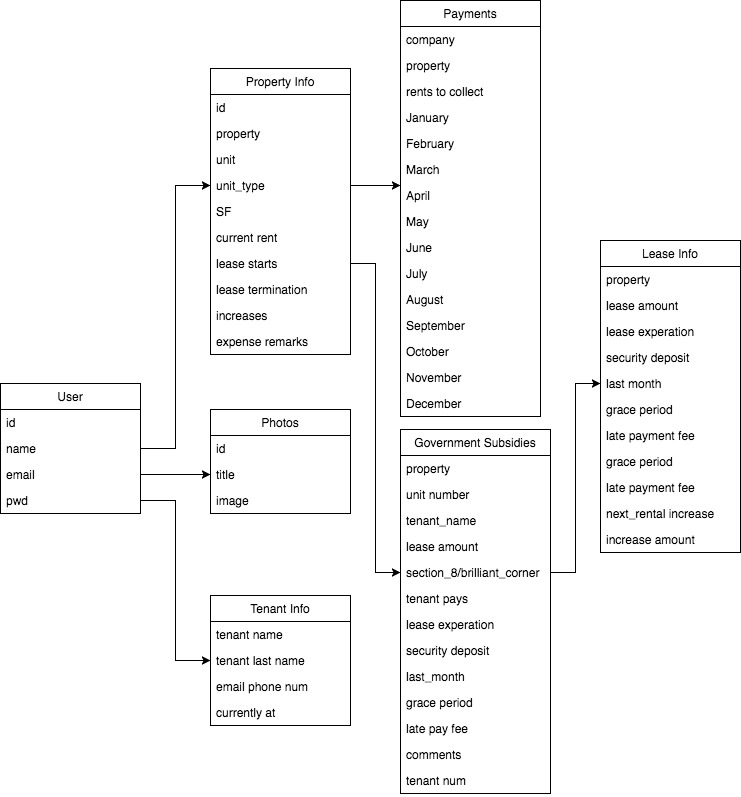 Payments
company
property
rents to collect
January
February
March
April
May
June
July
August
September
October
November
December
Property Info
id
property
unit
unit_type
SF
current rent
lease starts
lease termination
increases
expense remarks
Lease Info
property
lease amount
lease experation
security deposit
last month
grace period
late payment fee
grace period
late payment fee
next_rental increase
increase amount
User
id
name
email
pwd
Photos
id
title
image
Government Subsidies
property
unit number
tenant_name
lease amount
section_8/brilliant_corner
tenant pays
lease experation
security deposit
last_month
grace period
late pay fee
comments
tenant num
Tenant Info
tenant name
tenant last name
email phone num
currently at